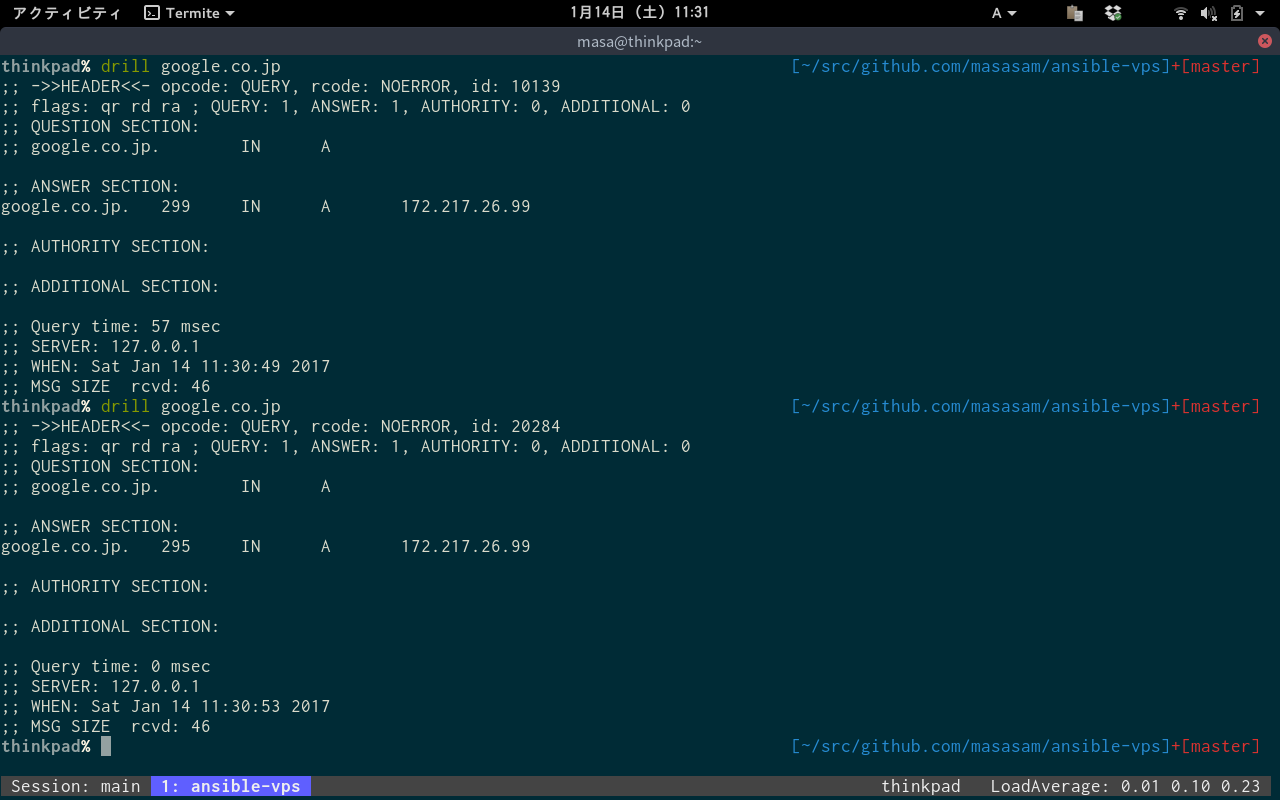 アクティビティ Termite 1月14日 (土) 11:31 A
masa@thinkpad:~
thinkpad% drill google.co.jp [~/src/github.com/masasam/ansible-vps]+[master]
;; ->>HEADER<<- opcode: QUERY, rcode: NOERROR, id: 10139
;; flags: qr rd ra ; QUERY: 1, ANSWER: 1, AUTHORITY: 0, ADDITIONAL: 0
;; QUESTION SECTION:
;; google.co.jp. IN A
;; ANSWER SECTION:
google.co.jp. 299 IN A 172.217.26.99
;; AUTHORITY SECTION:
;; ADDITIONAL SECTION:
;; Query time: 57 msec
;; SERVER: 127.0.0.1
;; WHEN: Sat Jan 14 11:30:49 2017
;; MSG SIZE rcvd: 46
thinkpad% drill google.co.jp [~/src/github.com/masasam/ansible-vps]+[master]
;; ->>HEADER<<- opcode: QUERY, rcode: NOERROR, id: 20284
;; flags: qr rd ra ; QUERY: 1, ANSWER: 1, AUTHORITY: 0, ADDITIONAL: 0
;; QUESTION SECTION:
;; google.co.jp. IN A
;; ANSWER SECTION:
google.co.jp. 295 IN A 172.217.26.99
;; AUTHORITY SECTION:
;; ADDITIONAL SECTION:
;; Query time: 0 msec
;; SERVER: 127.0.0.1
;; WHEN: Sat Jan 14 11:30:53 2017
;; MSG SIZE rcvd: 46
thinkpad% [~/src/github.com/masasam/ansible-vps]+[master]
Session: main 1: ansible-vps thinkpad LoadAverage: 0.01 0.10 0.23